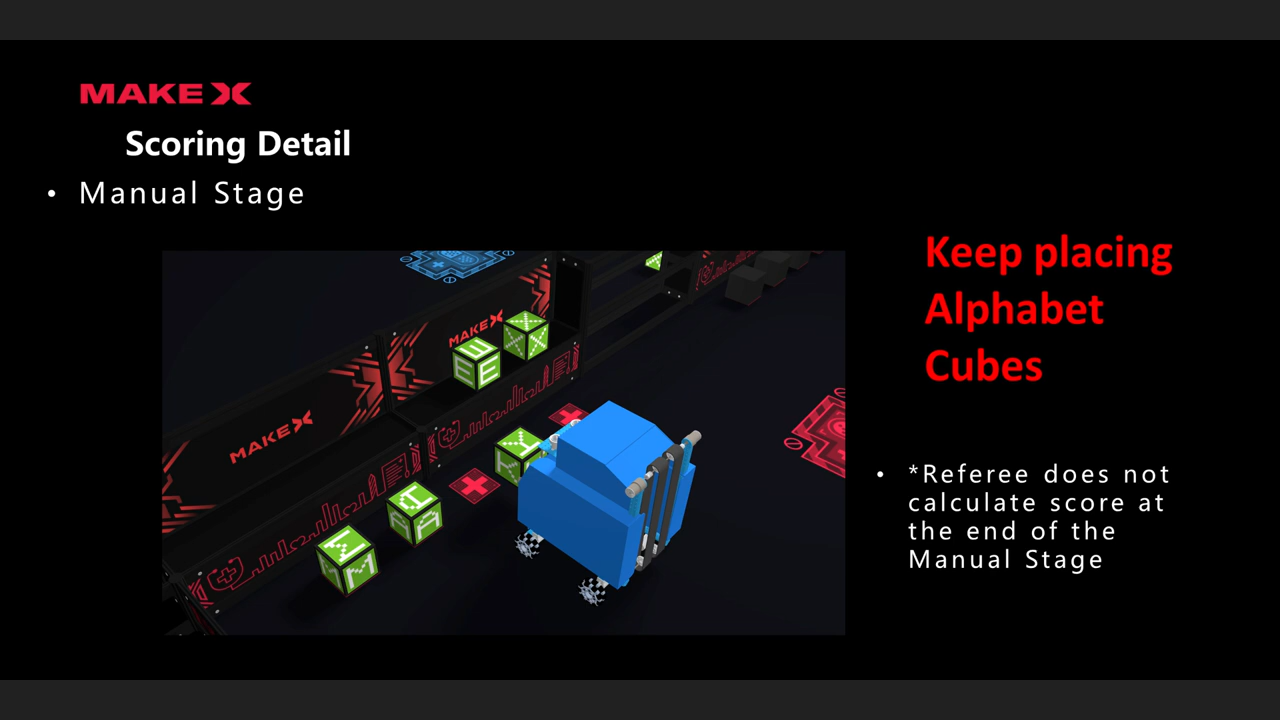 MAKE X
Scoring Detail
• Manual Stage
Keep placing
Alphabet
Cubes
MAKE X
MAKE X
E
E E
X
X X
K
K
A
A A
M
M M
• *Referee does not
calculate score at
the end of the
Manual Stage